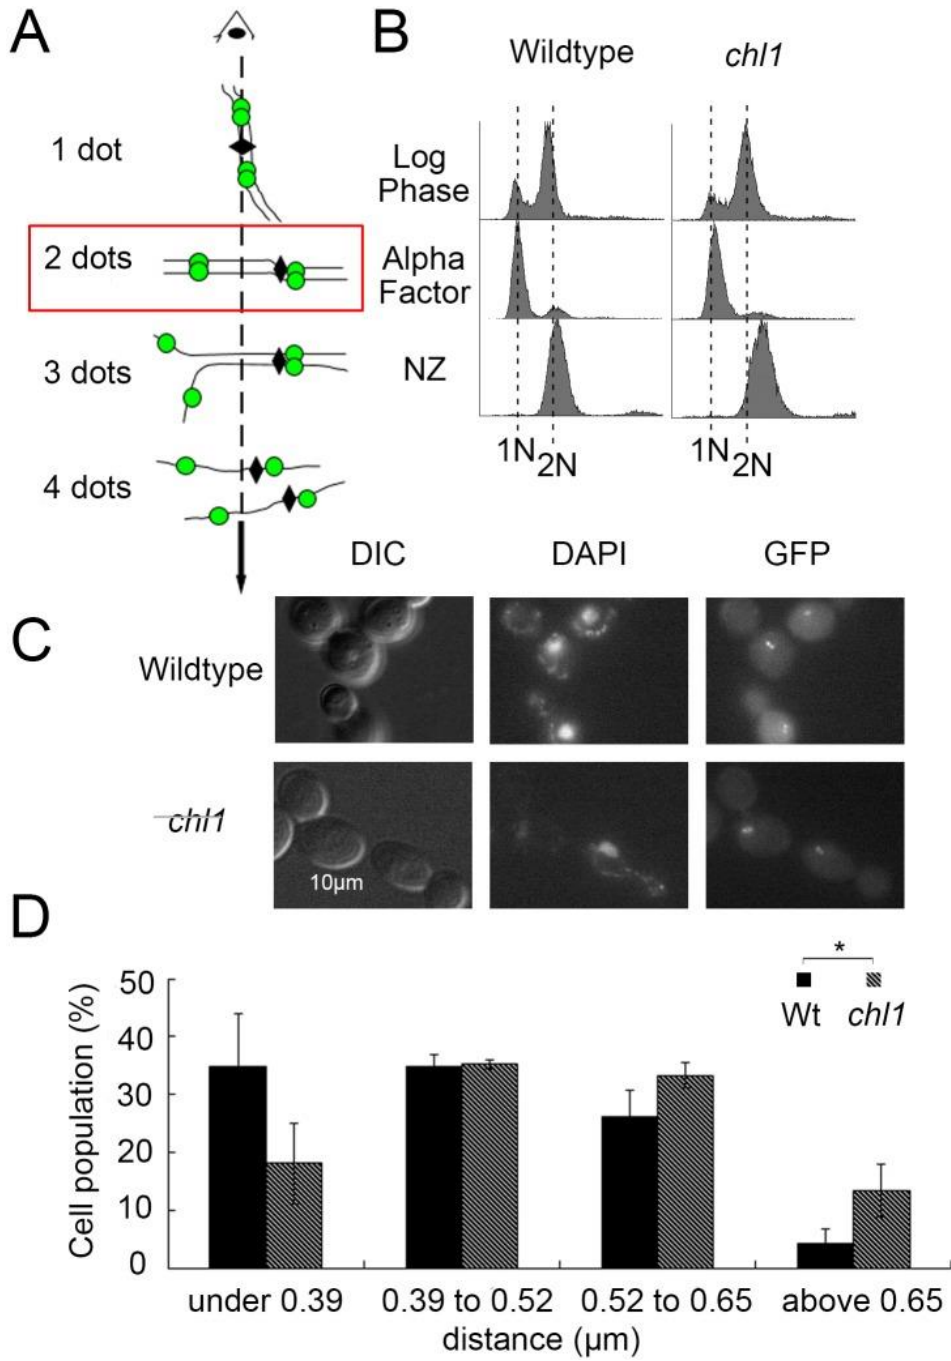 A
1 dot
2 dots
3 dots
4 dots
B
Wildtype
chl1
Log
Phase
Alpha
Factor
NZ
1N 2N
1N 2N
C
DIC
DAPI
GFP
Wildtype
chl1
10µm
D
*
Wt
chl1
Cell population (%)
50
40
30
20
10
0
under 0.39
0.39 to 0.52
0.52 to 0.65
above 0.65
distance (µm)